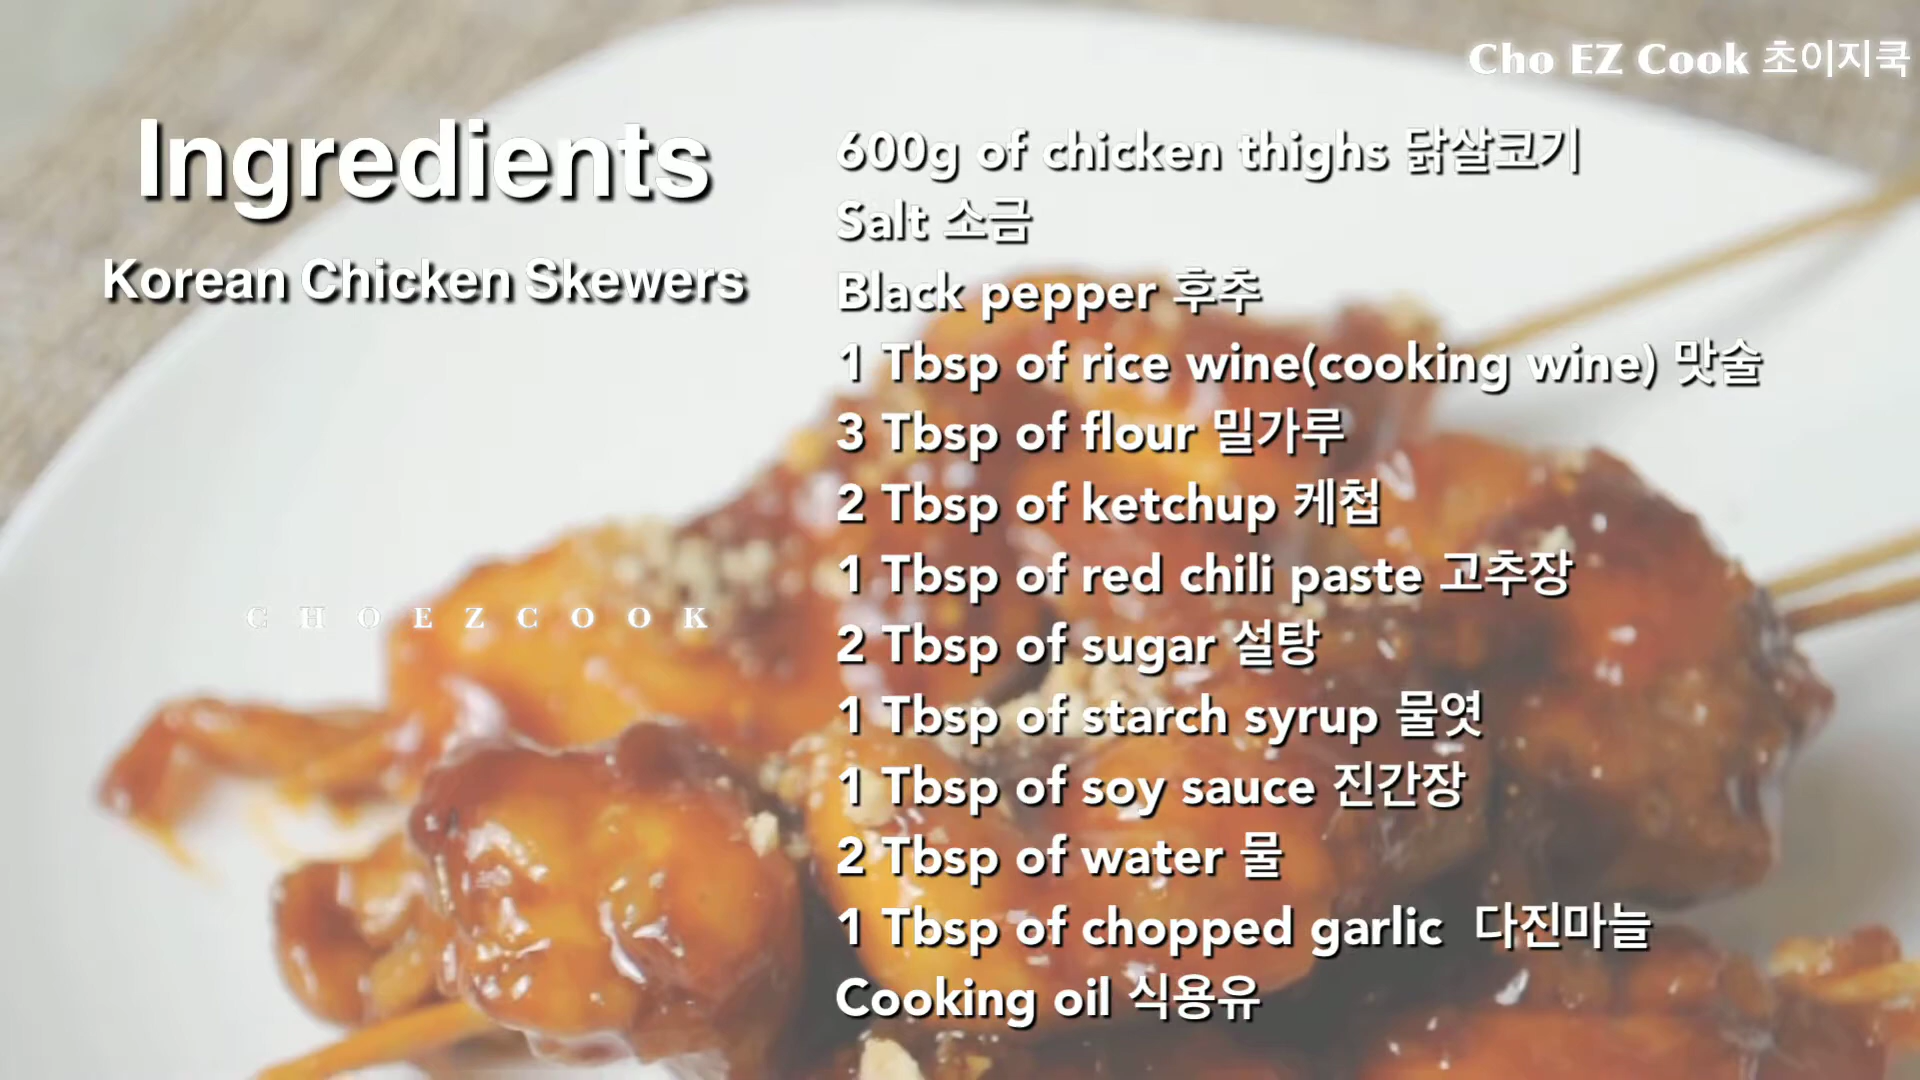 Cho EZ Cook 초이지쿡
Ingredients
Korean Chicken Skewers
600g of chicken thighs 닭살코기
Salt 소금
Black pepper 후추
1 Tbsp of rice wine(cooking wine) 맛술
3 Tbsp of flour 밀가루
2 Tbsp of ketchup 케첩
1 Tbsp of red chili paste 고추장
2 Tbsp of sugar 설탕
1 Tbsp of starch syrup 물엿
1 Tbsp of soy sauce 진간장
2 Tbsp of water 물
1 Tbsp of chopped garlic 다진마늘
Cooking oil 식용유
C H O E Z C O O K